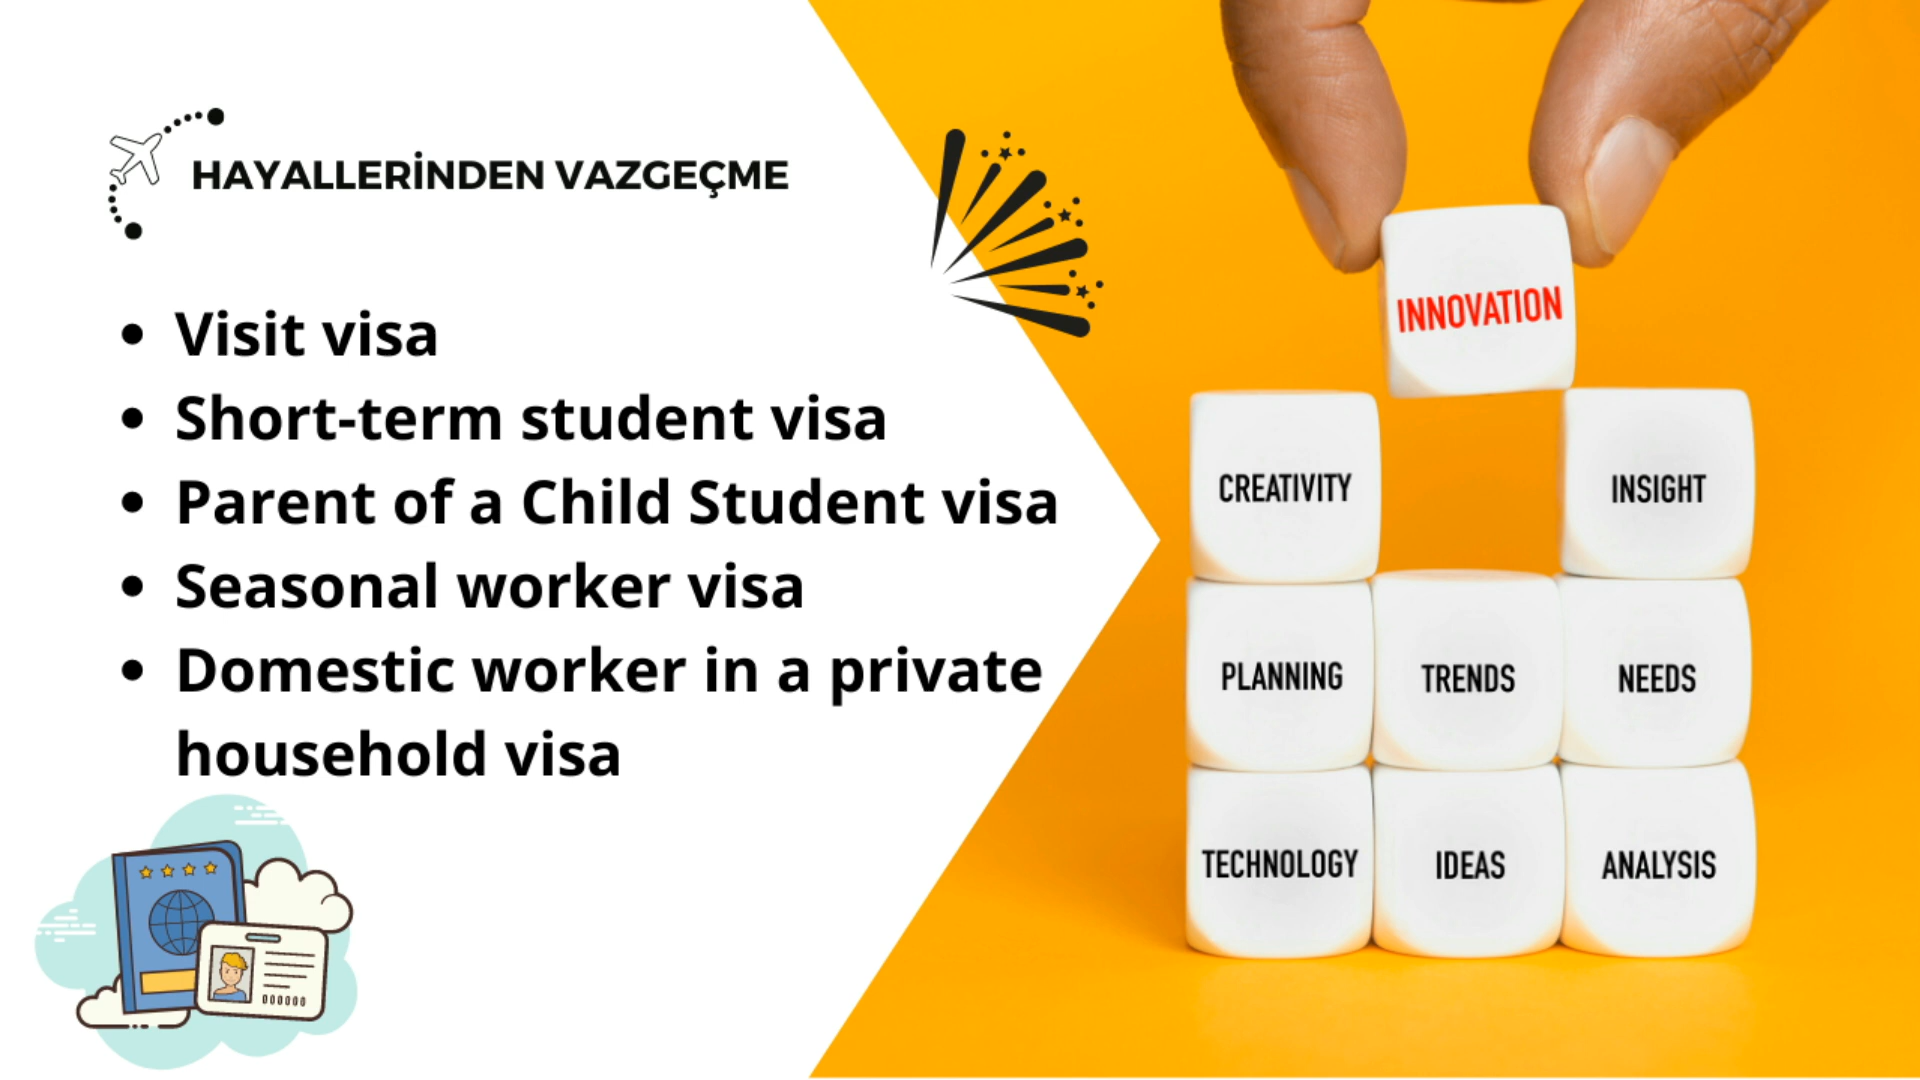 HAYALLERİNDEN VAZGEÇME
• Visit visa
• Short-term student visa
• Parent of a Child Student visa
• Seasonal worker visa
• Domestic worker in a private
household visa
INNOVATION
CREATIVITY
INSIGHT
PLANNING
TRENDS
NEEDS
TECHNOLOGY
IDEAS
ANALYSIS